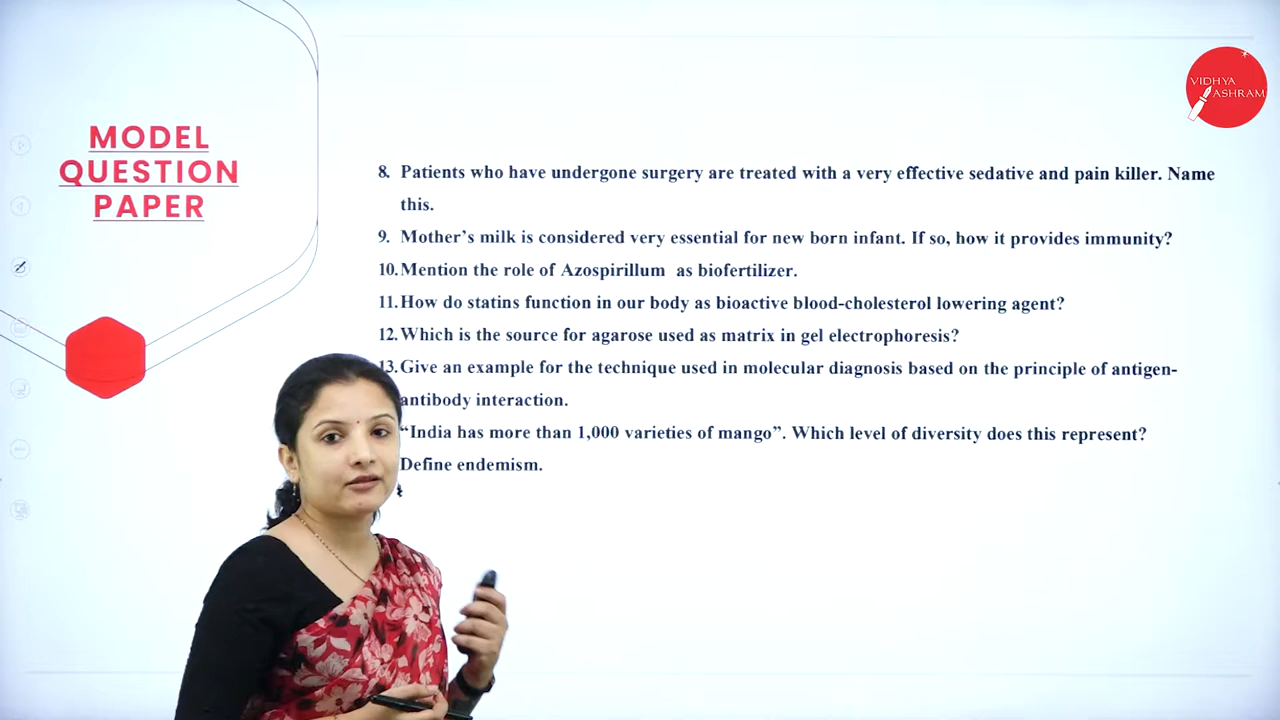 MODEL
QUESTION
PAPER
VIDHYA
ASHRAM
8. Patients who have undergone surgery are treated with a very effective sedative and pain killer. Name
this.
9. Mother's milk is considered very essential for new born infant. If so, how it provides immunity?
10. Mention the role of Azospirillum as biofertilizer.
11. How do statins function in our body as bioactive blood-cholesterol lowering agent?
12. Which is the source for agarose used as matrix in gel electrophoresis?
13. Give an example for the technique used in molecular diagnosis based on the principle of antigen-
antibody interaction.
“India has more than 1,000 varieties of mango”. Which level of diversity does this represent?
Define endemism.